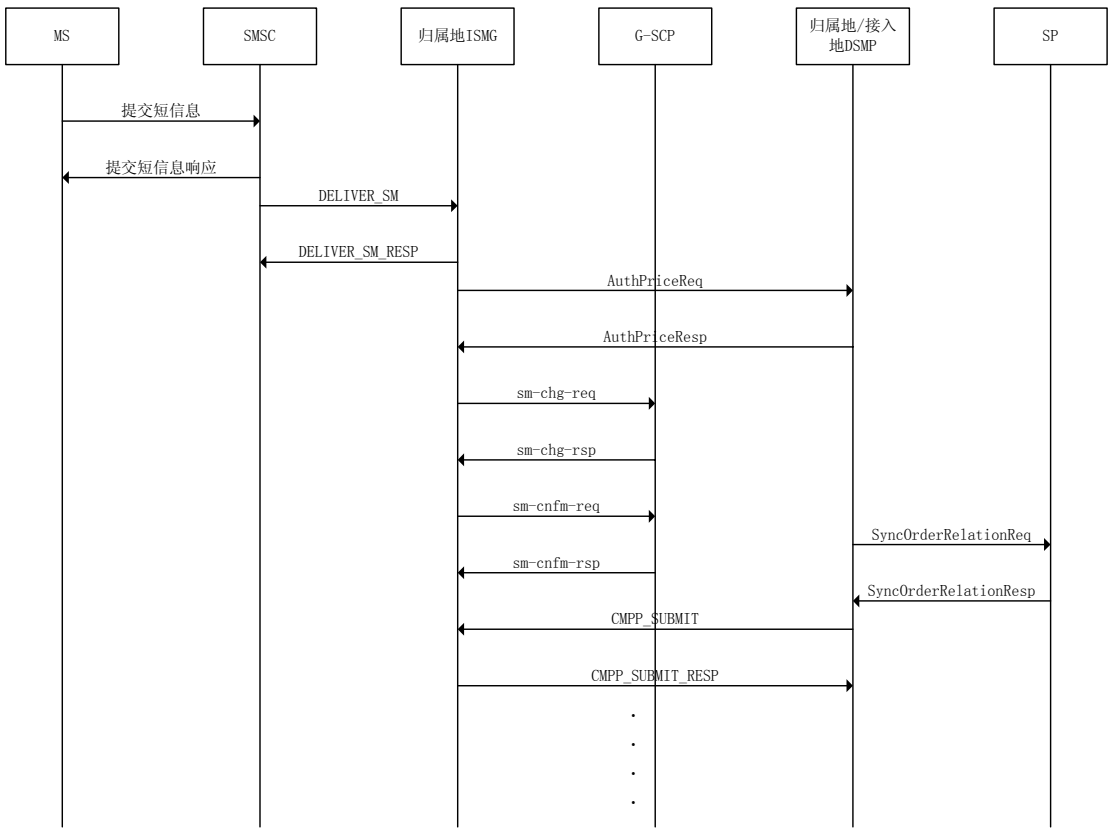 MS
SMSC
归属地ISMG
G-SCP
归属地/接入
地DSMP
SP
提交短信息
提交短信息响应
DELIVER_SM
DELIVER_SM_RESP
AuthPriceReq
AuthPriceResp
sm-chg-req
sm-chg-rsp
sm-cnfm-req
SyncOrderRelationReq
sm-cnfm-rsp
SyncOrderRelationResp
CMPP_SUBMIT
CMPP_SUBMIT_RESP
.
.
.
.